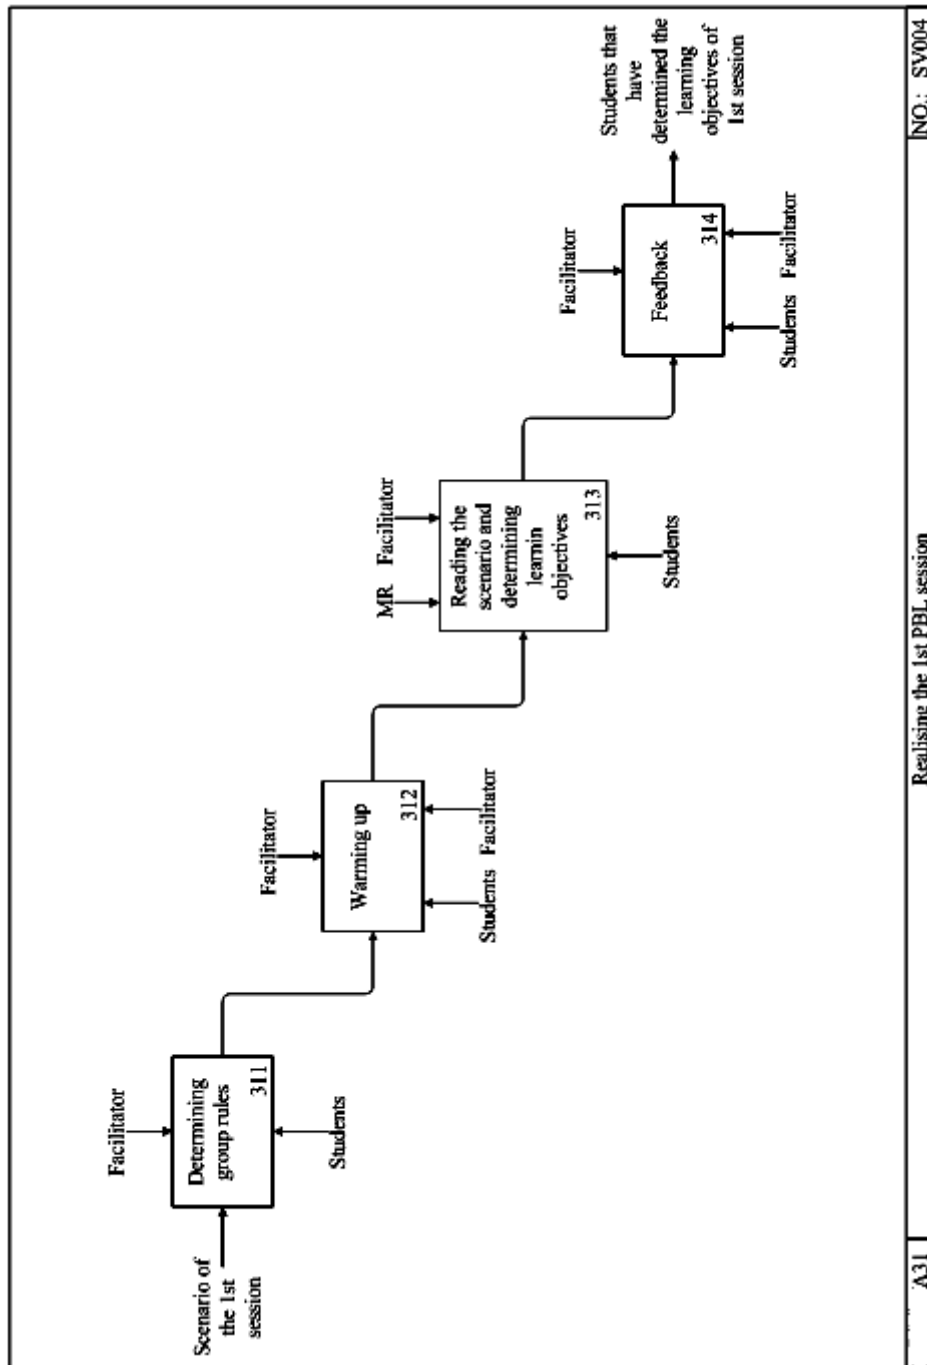 Scenario of
the 1st
session
Facilitator
Determining
group rules
311
Students
Facilitator
Warming up
312
Students Facilitator
MR Facilitator
Reading the
scenario and
determining
learnin
objectives
313
Students
Facilitator
Feedback
314
Students Facilitator
Students that
have
determined the
learning
objectives of
1st session
A31
Realising the 1st PBL session
NO.: SV004